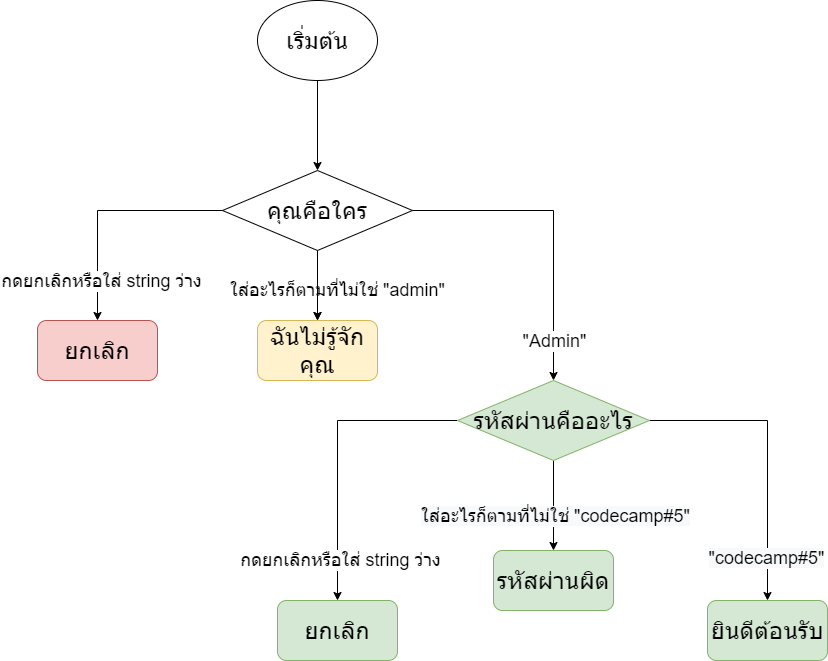 เริ่มต้น
คุณคือใคร
กดยกเลิกหรือใส่ string ว่าง
ใส่อะไรก็ตามที่ไม่ใช่ "admin"
"Admin"
ยกเลิก
ฉันไม่รู้จัก
คุณ
รหัสผ่านคืออะไร
ใส่อะไรก็ตามที่ไม่ใช่ "codecamp#5"
กดยกเลิกหรือใส่ string ว่าง
"codecamp#5"
รหัสผ่านผิด
ยกเลิก
ยินดีต้อนรับ